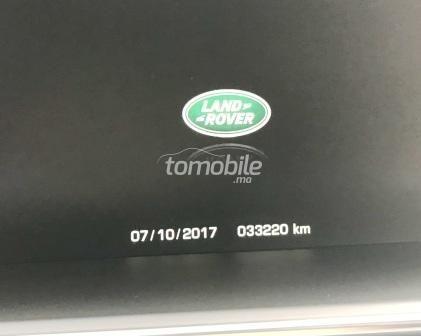 LAND
ROVER
tomobile
.ma
07/10/2017 033220 km